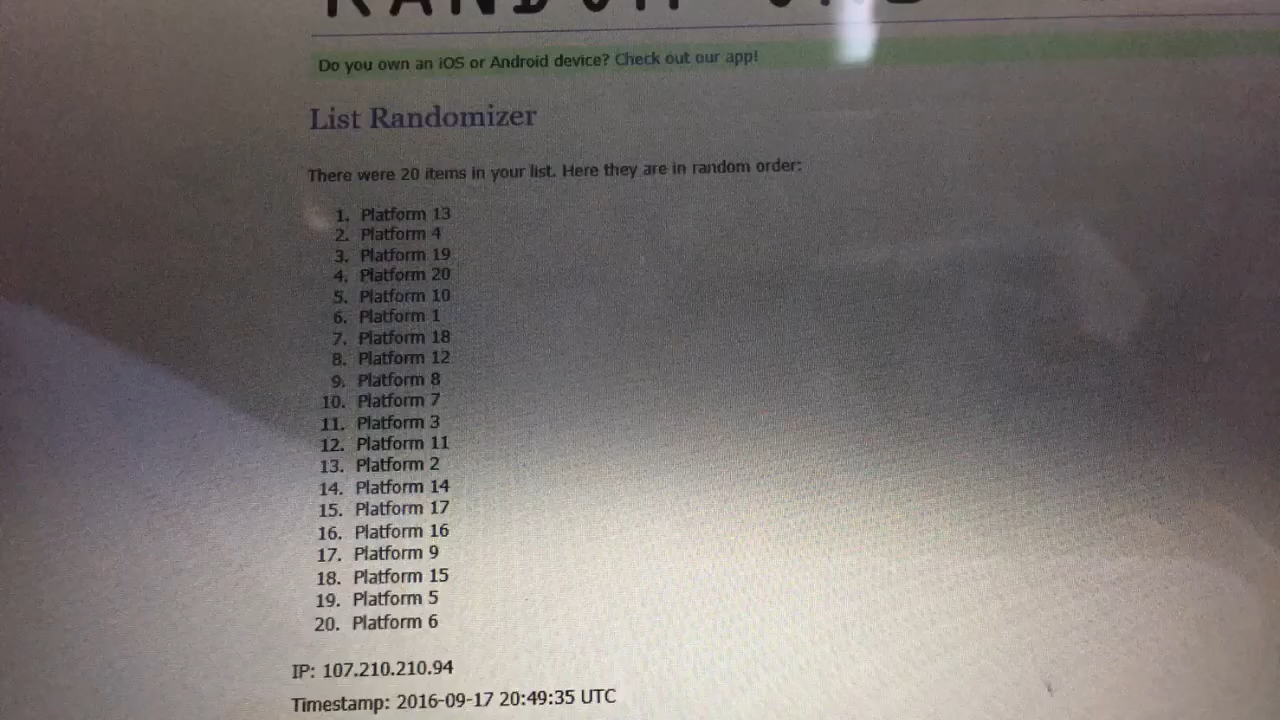 RANDOM
Do you own an iOS or Android device? Check out our app!
List Randomizer
There were 20 items in your list. Here they are in random order:
1. Platform 13
2. Platform 4
3. Platform 19
4. Platform 20
5. Platform 10
6. Platform 1
7. Platform 18
8. Platform 12
9. Platform 8
10. Platform 7
11. Platform 3
12. Platform 11
13. Platform 2
14. Platform 14
15. Platform 17
16. Platform 16
17. Platform 9
18. Platform 15
19. Platform 5
20. Platform 6
IP: 107.210.210.94
Timestamp: 2016-09-17 20:49:35 UTC